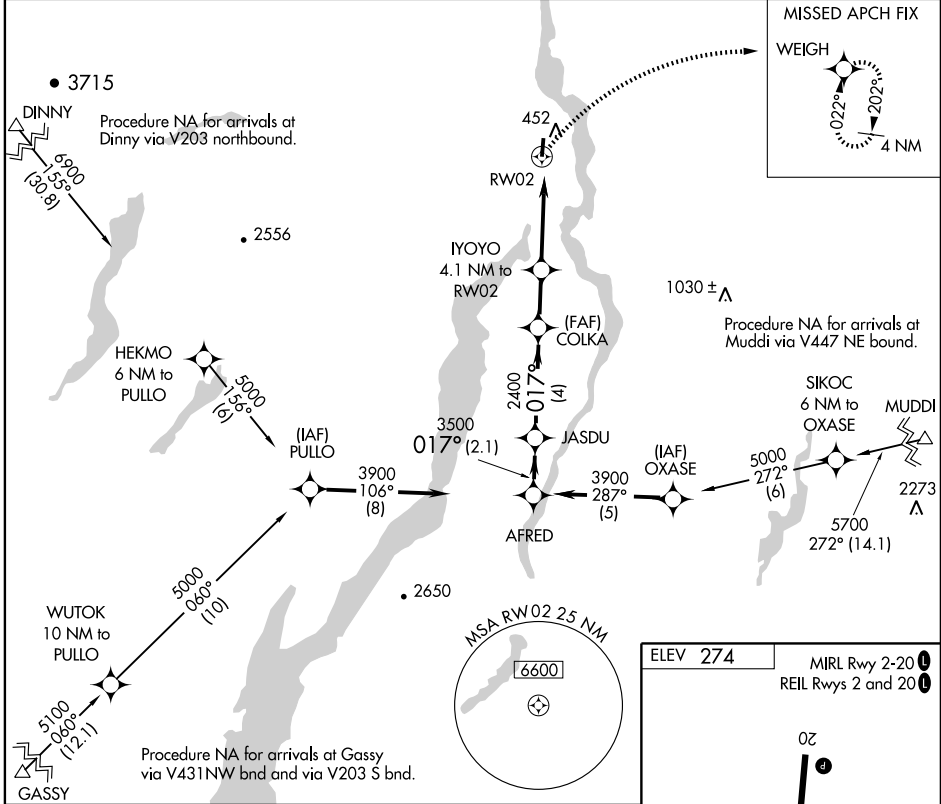 MISSED APCH FIX
WEIGH
022°
202°
4 NM
3715
DINNY
Procedure NA for arrivals at
Dinny via V203 northbound.
6900
155°
(30.8)
452
RW02
2556
IYOYO
4.1 NM to
RW02
1030 ±
(FAF)
COLKA
Procedure NA for arrivals at
Muddi via V447 NE bound.
HEKMO
6 NM to
PULLO
5000
156°
(6)
2400
017°
(4)
SIKOC
6 NM to
OXASE
MUDDI
(IAF)
PULLO
3500
017° (2.1)
JASDU
(IAF)
OXASE
5000
272°
(6)
3900
106°
(8)
3900
287°
(5)
2273
5700
272° (14.1)
AFRED
5000
060°
(10)
2650
WUTOK
10 NM to
PULLO
MSA RW02 25 NM
6600
5100
060°
(12.1)
GASSY
Procedure NA for arrivals at Gassy
via V431NW bnd and via V203 S bnd.
ELEV 274
MIRL Rwy 2-20 L
REIL Rwys 2 and 20 L
20
P